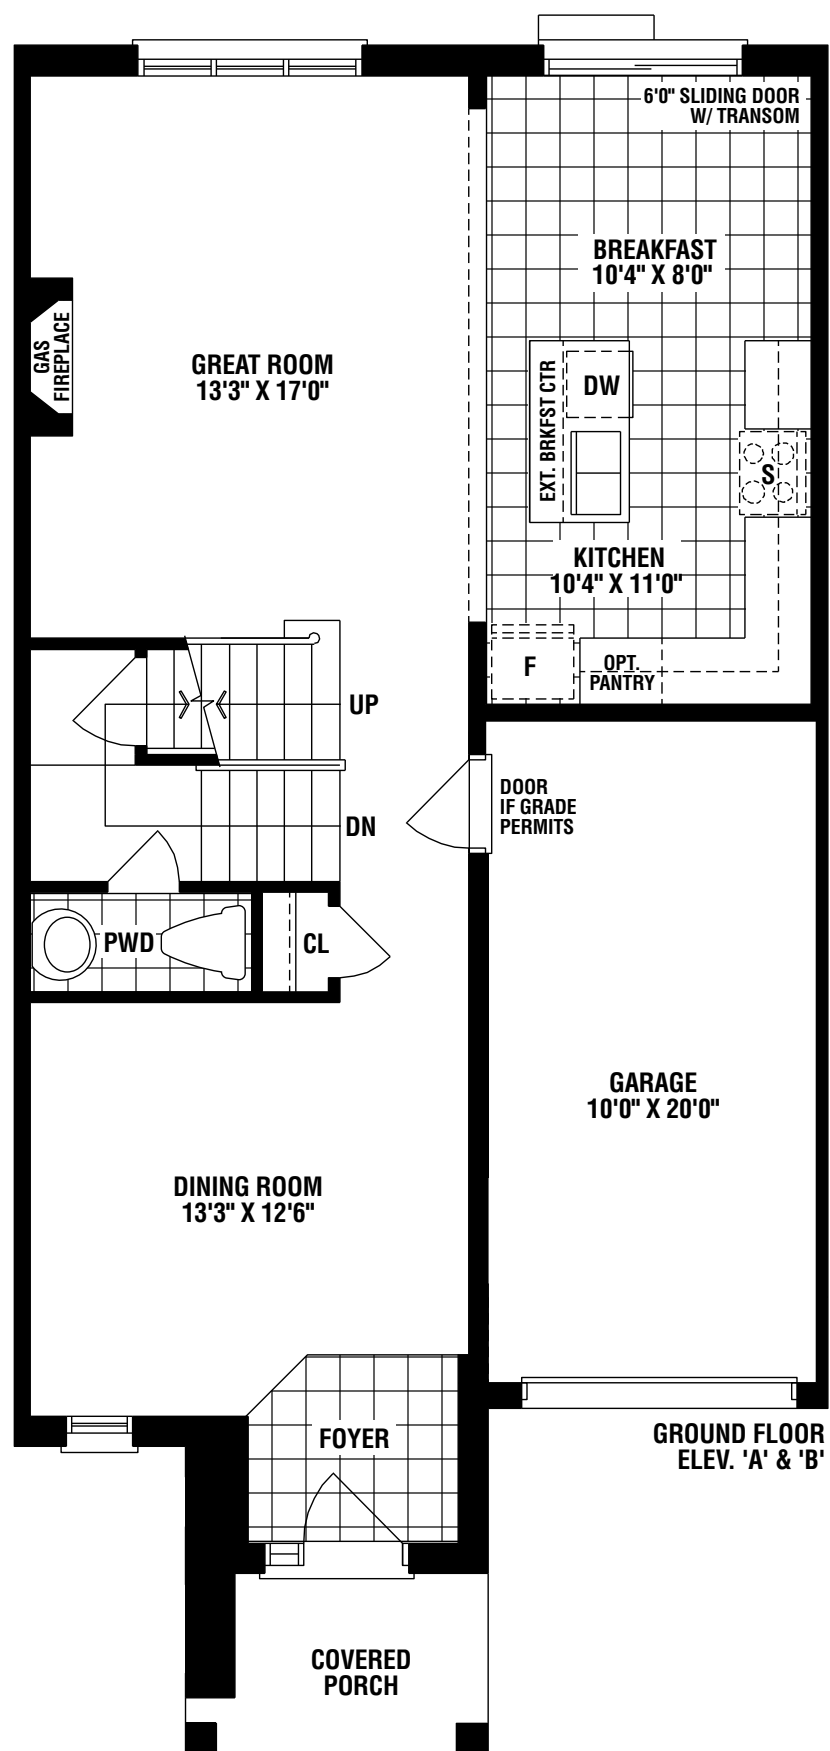 6'0" SLIDING DOOR
W/ TRANSOM
BREAKFAST
10'4" X 8'0"
GAS
FIREPLACE
GREAT ROOM
13'3" X 17'0"
DW
EXT. BRKFST CTR
S
KITCHEN
10'4" X 11'0"
F
OPT.
PANTRY
UP
DOOR
IF GRADE
PERMITS
DN
PWD
CL
GARAGE
10'0" X 20'0"
DINING ROOM
13'3" X 12'6"
FOYER
GROUND FLOOR
ELEV. 'A' & 'B'
COVERED
PORCH